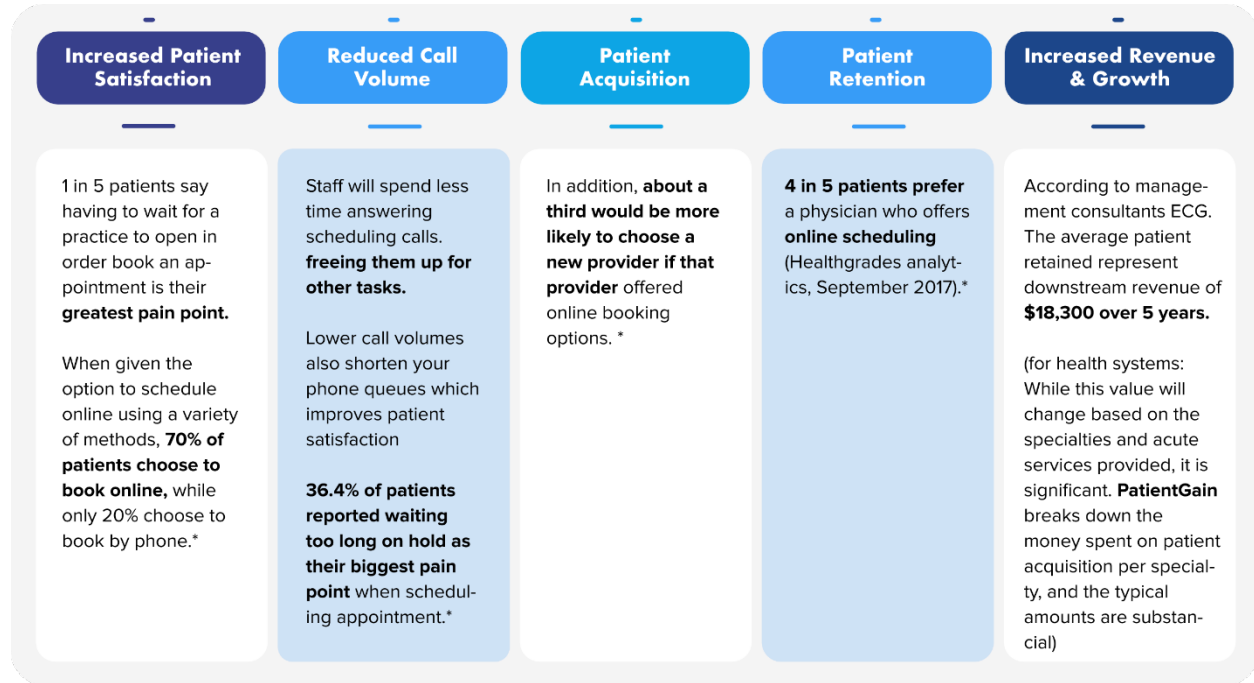 Increased Patient
Satisfaction
1 in 5 patients say
having to wait for a
practice to open in
order book an ap-
pointment is their
greatest pain point.
When given the
option to schedule
online using a variety
of methods, 70% of
patients choose to
book online, while
only 20% choose to
book by phone.*
Reduced Call
Volume
Staff will spend less
time answering
scheduling calls.
freeing them up for
other tasks.
Lower call volumes
also shorten your
phone queues which
improves patient
satisfaction
36.4% of patients
reported waiting
too long on hold as
their biggest pain
point when schedul-
ing appointment.*
Patient
Acquisition
In addition, about a
third would be more
likely to choose a
new provider if that
provider offered
online booking
options. *
Patient
Retention
4 in 5 patients prefer
a physician who offers
online scheduling
(Healthgrades analyt-
ics, September 2017).*
Increased Revenue
& Growth
According to manage-
ment consultants ECG.
The average patient
retained represent
downstream revenue of
$18,300 over 5 years.
(for health systems:
While this value will
change based on the
specialties and acute
services provided, it is
significant. PatientGain
breaks down the
money spent on patient
acquisition per special-
ty, and the typical
amounts are substan-
cial)